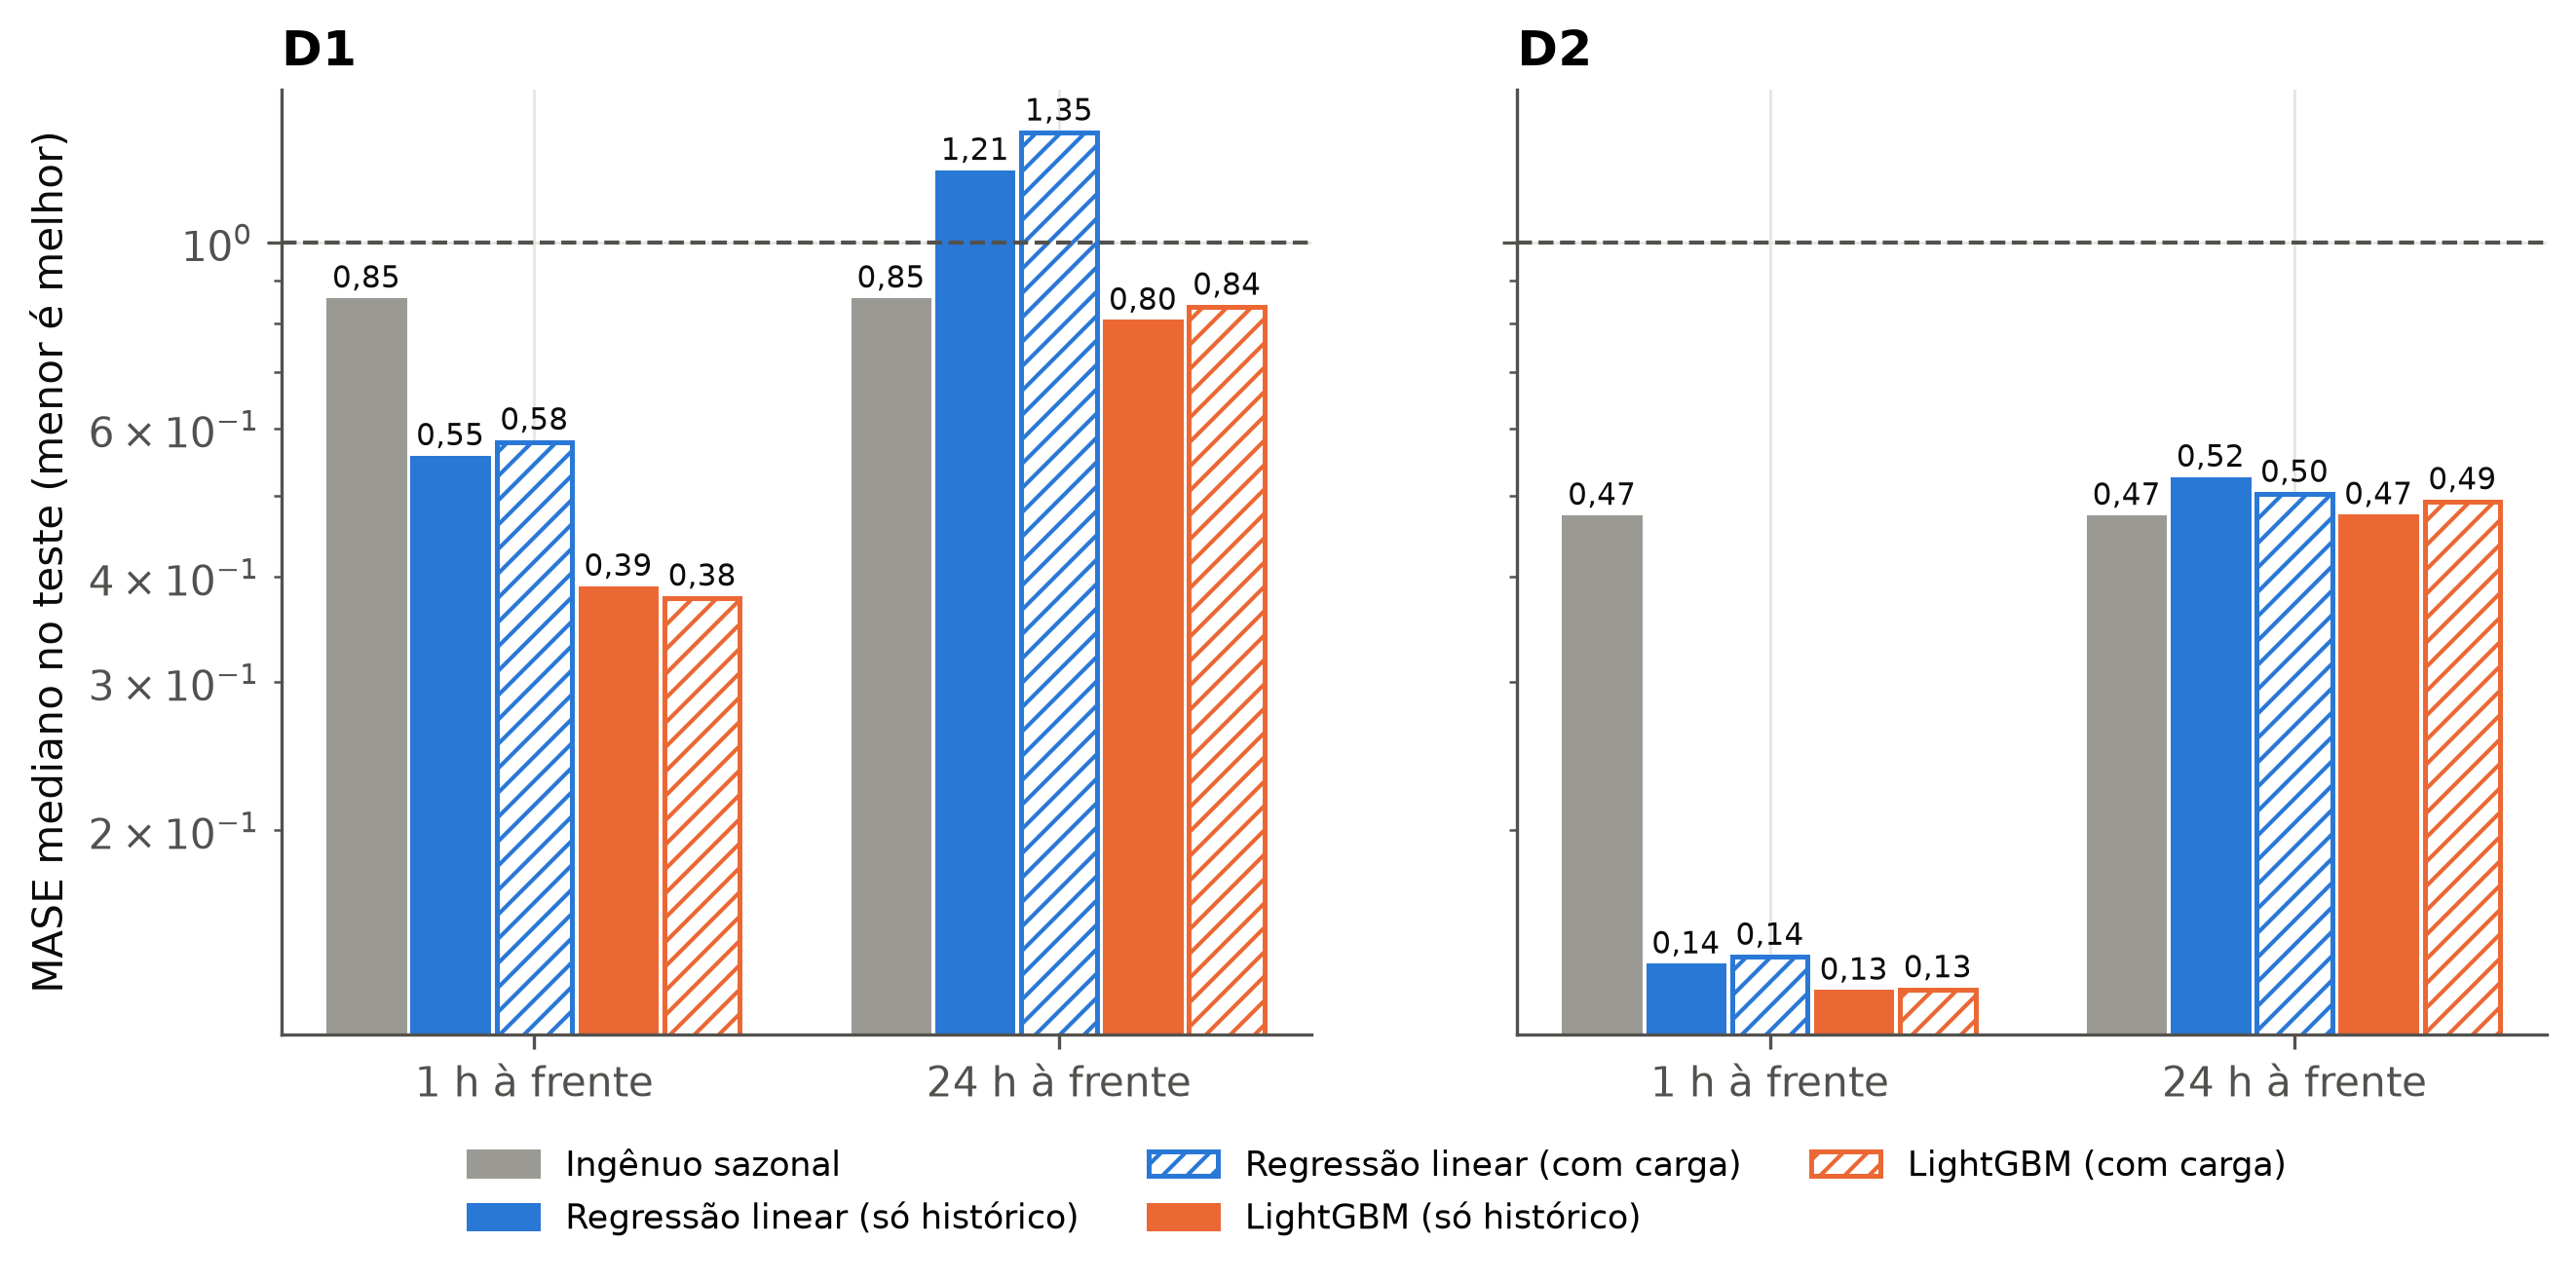 D1
D2
MASE mediano no teste (menor é melhor)
10⁰
6 × 10⁻¹
4 × 10⁻¹
3 × 10⁻¹
2 × 10⁻¹
0,85
0,55
0,58
0,39
0,38
0,85
1,21
1,35
0,80
0,84
0,47
0,14
0,14
0,13
0,13
0,47
0,52
0,50
0,47
0,49
1 h à frente
24 h à frente
1 h à frente
24 h à frente
Ingênuo sazonal
Regressão linear (só histórico)
Regressão linear (com carga)
LightGBM (só histórico)
LightGBM (com carga)